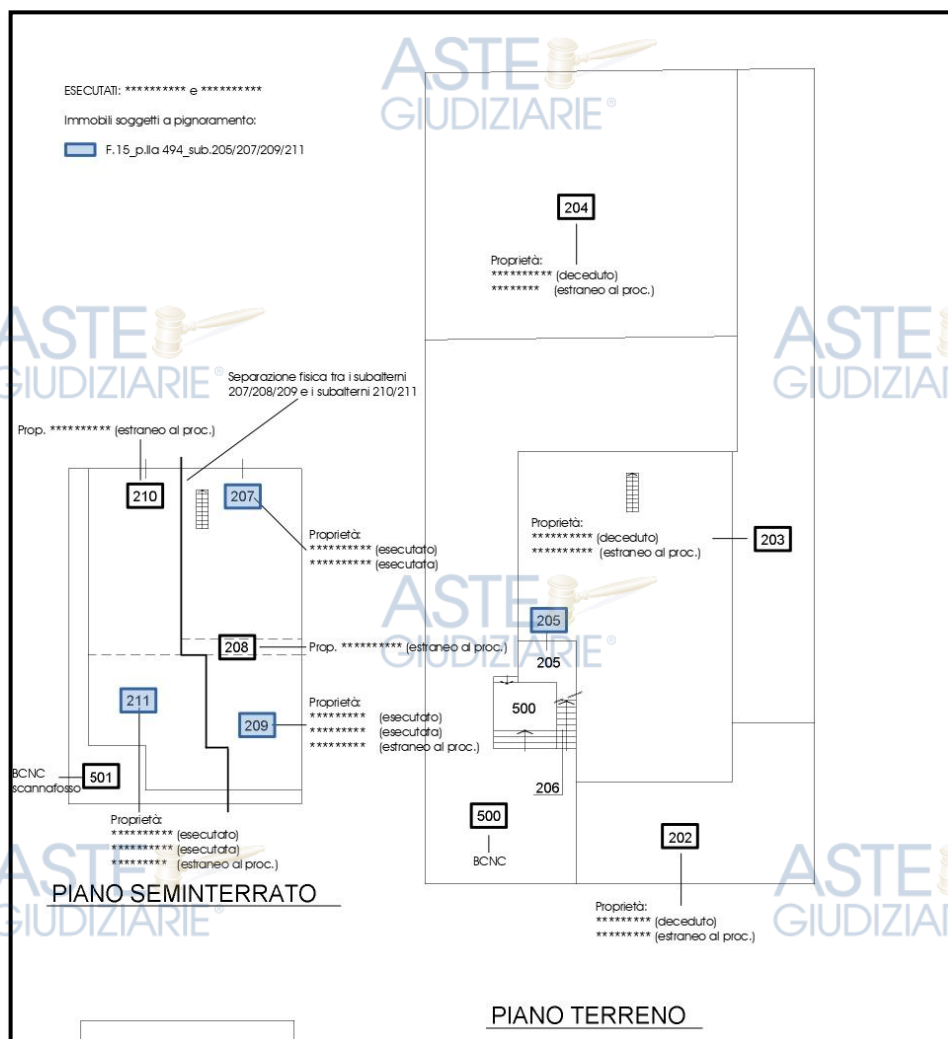 ESECUTATI: ********** e **********
Immobili soggetti a pignoramento:
F.15_p.lla 494_sub.205/207/209/211
ASTE
GIUDIZIARIE®
204
Proprietà:
********** (deceduto)
******** (estraneo al proc.)
ASTE
GIUDIZIARIE®
ASTE
GIUDIZIAR
Separazione fisica tra i subalterni
207/208/209 e i subalterni 210/211
Prop. ********** (estraneo al proc.)
210
207
Proprietà:
********** (esecutato)
********** (esecutata)
Proprietà:
********** (deceduto)
********** (estraneo al proc.)
203
ASTE
GIUDIZIARIE®
205
205
208
Prop. ********** (estraneo al proc.)
211
209
Proprietà:
********* (esecutato)
********* (esecutata)
********* (estraneo al proc.)
500
206
BCNC
scannafosso
501
500
BCNC
202
Proprietà:
********** (esecutato)
********** (esecutata)
********* (estraneo al proc.)
ASTE
GIUDIZIARIE®
ASTE
GIUDIZIAR
PIANO SEMINTERRATO
Proprietà:
********* (deceduto)
********* (estraneo al proc.)
PIANO TERRENO